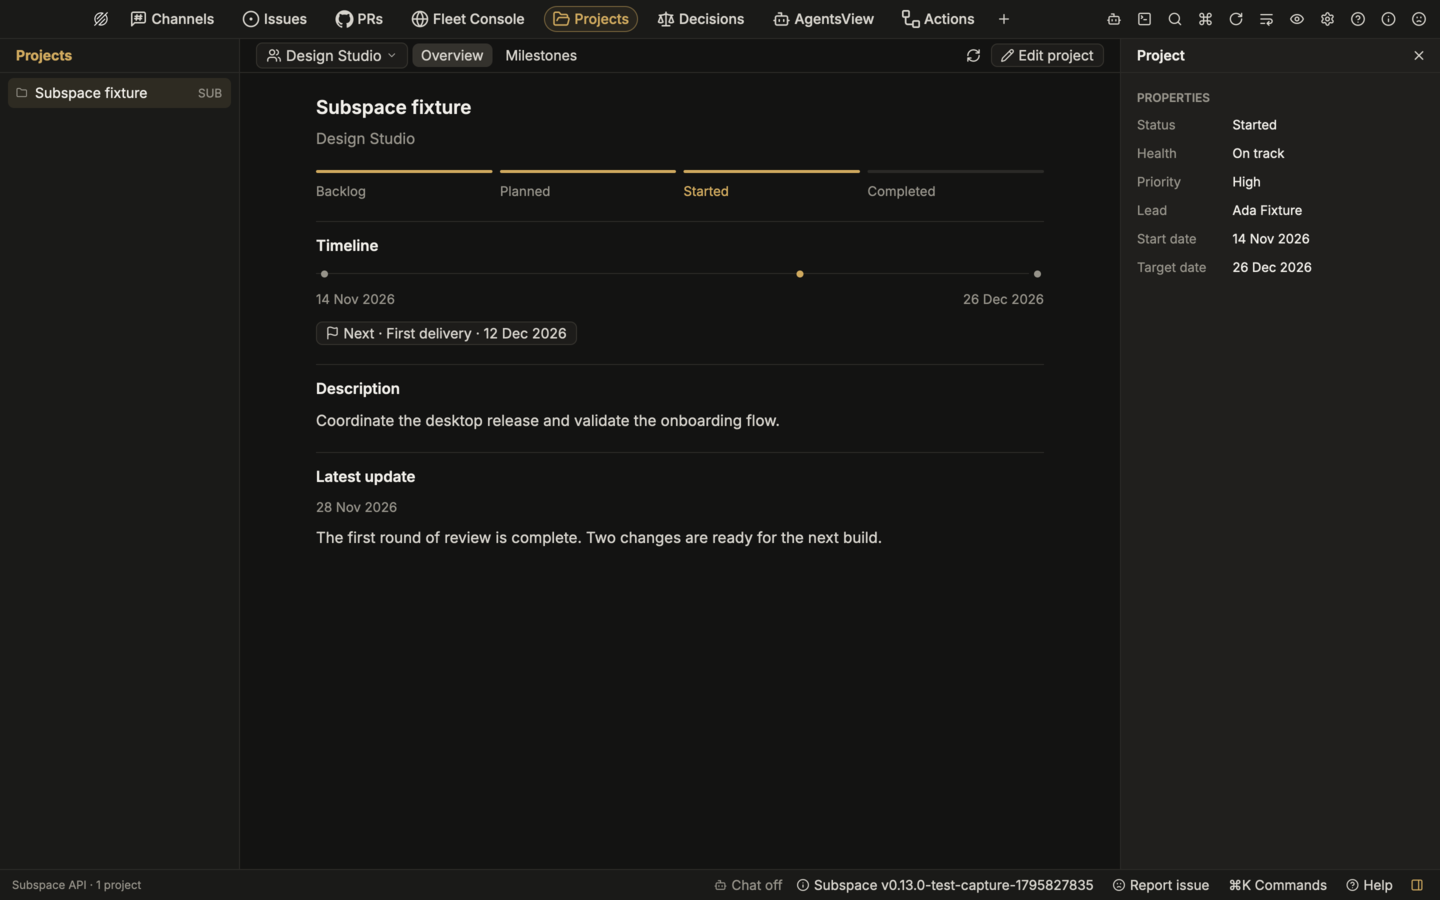 Channels Issues PRs Fleet Console Projects Decisions AgentsView Actions
Projects
Subspace fixture SUB
Design Studio Overview Milestones Edit project
Subspace fixture
Design Studio
Backlog Planned Started Completed
Timeline
14 Nov 2026 26 Dec 2026
Next · First delivery · 12 Dec 2026
Description
Coordinate the desktop release and validate the onboarding flow.
Latest update
28 Nov 2026
The first round of review is complete. Two changes are ready for the next build.
Project
PROPERTIES
Status Started
Health On track
Priority High
Lead Ada Fixture
Start date 14 Nov 2026
Target date 26 Dec 2026
Subspace API · 1 project Chat off Subspace v0.13.0-test-capture-1795827835 Report issue ⌘K Commands Help